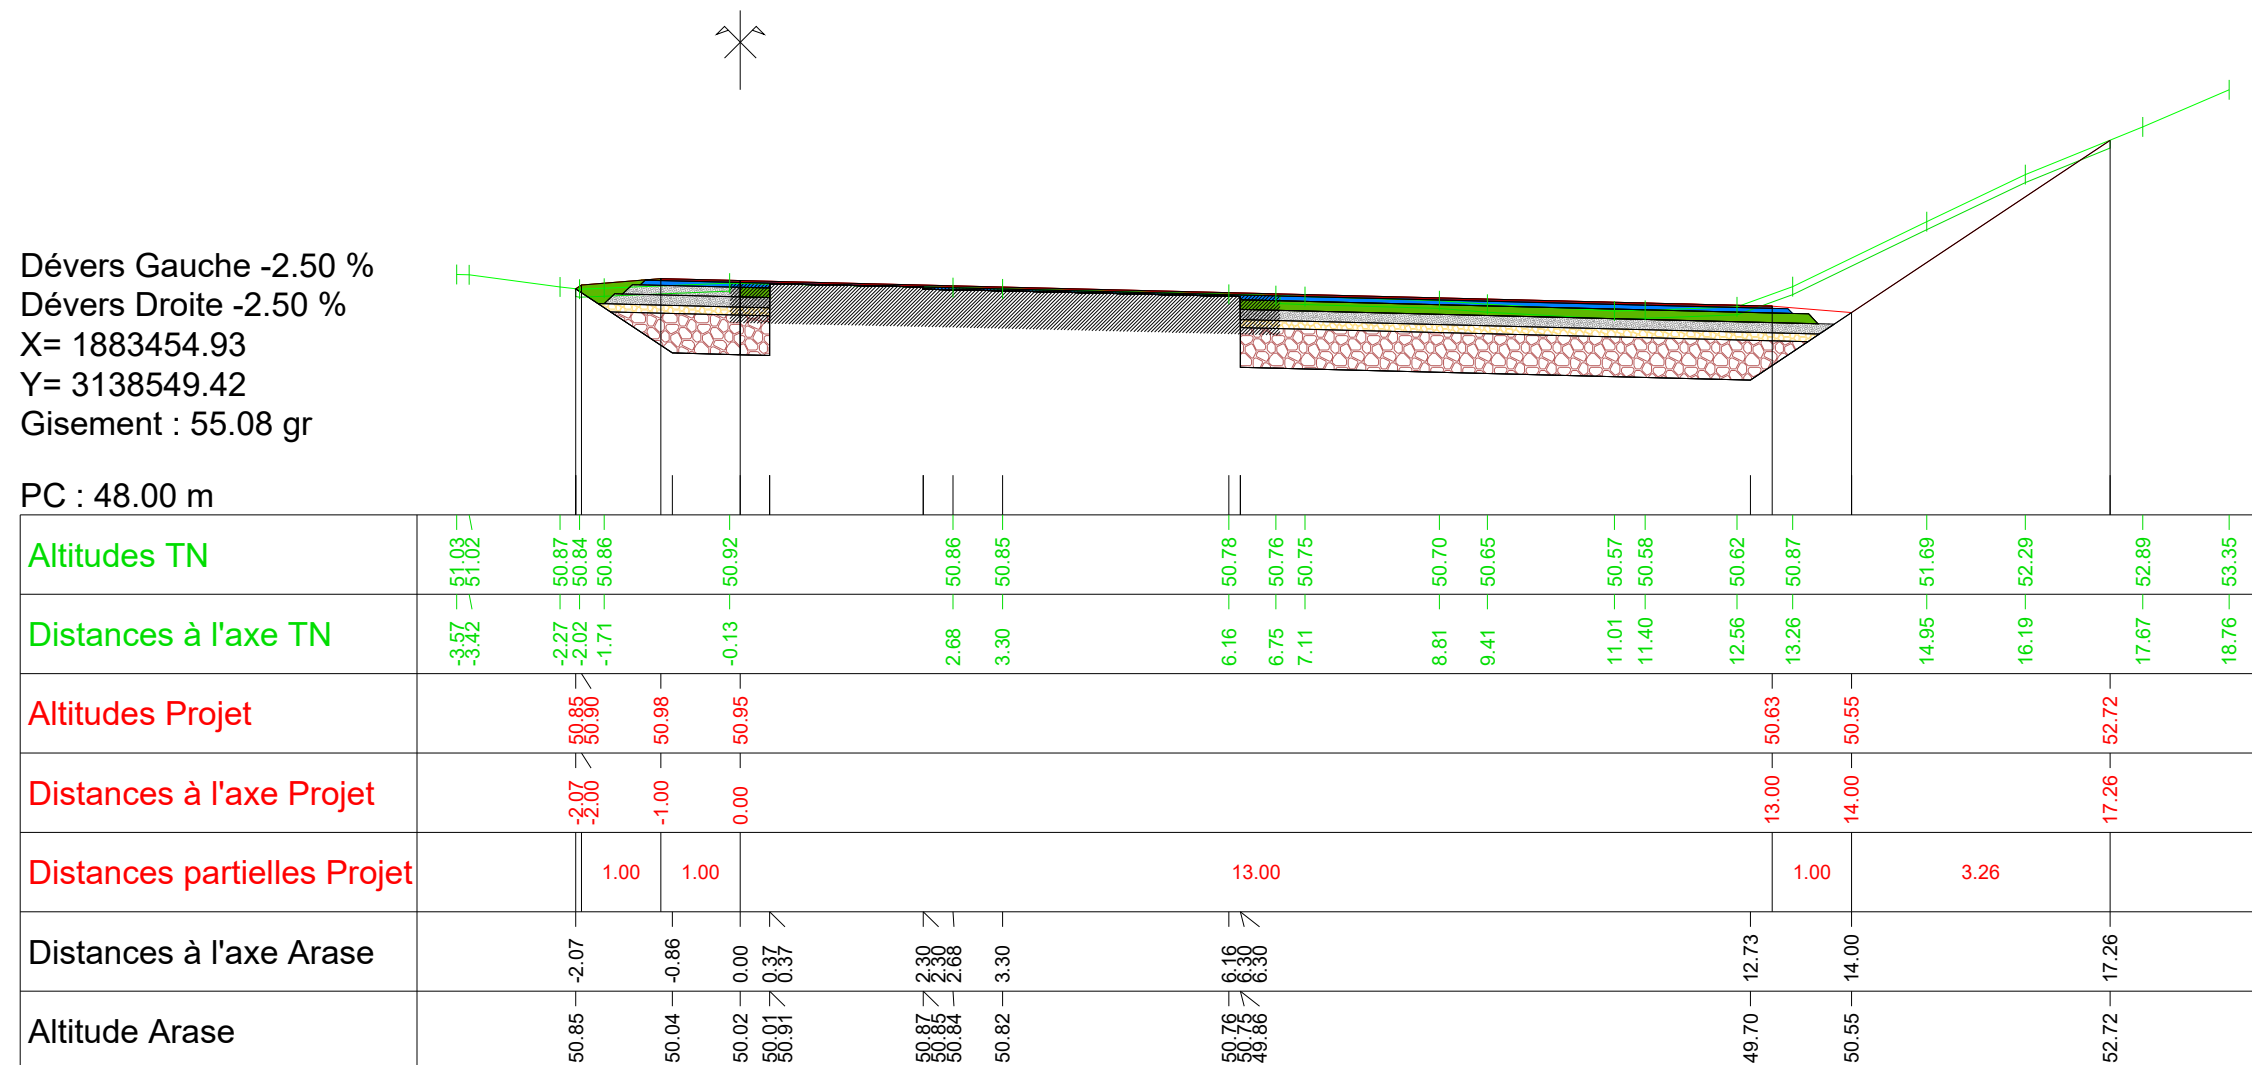 Dévers Gauche -2.50 %
Dévers Droite -2.50 %
X= 1883454.93
Y= 3138549.42
Gisement : 55.08 gr
PC : 48.00 m
Altitudes TN 51.03 51.02 50.87 50.84 50.86 50.92 50.86 50.85 50.78 50.76 50.75 50.70 50.65 50.57 50.58 50.62 50.87 51.69 52.29 52.89 53.35
Distances à l'axe TN -3.57 -3.42 -2.27 -2.02 -1.71 -0.13 2.68 3.30 6.16 6.75 7.11 8.81 9.41 11.01 11.40 12.56 13.26 14.95 16.19 17.67 18.76
Altitudes Projet 50.85 50.90 50.98 50.95 50.63 50.55 52.72
Distances à l'axe Projet -2.07 -2.00 -1.00 0.00 13.00 14.00 17.26
Distances partielles Projet 1.00 1.00 13.00 1.00 3.26
Distances à l'axe Arase -2.07 -0.86 0.00 0.37 0.37 2.30 2.30 2.68 3.30 6.16 6.30 6.30 12.73 14.00 17.26
Altitude Arase 50.85 50.04 50.02 50.01 50.91 50.87 50.85 50.84 50.82 50.76 50.75 49.86 49.70 50.55 52.72